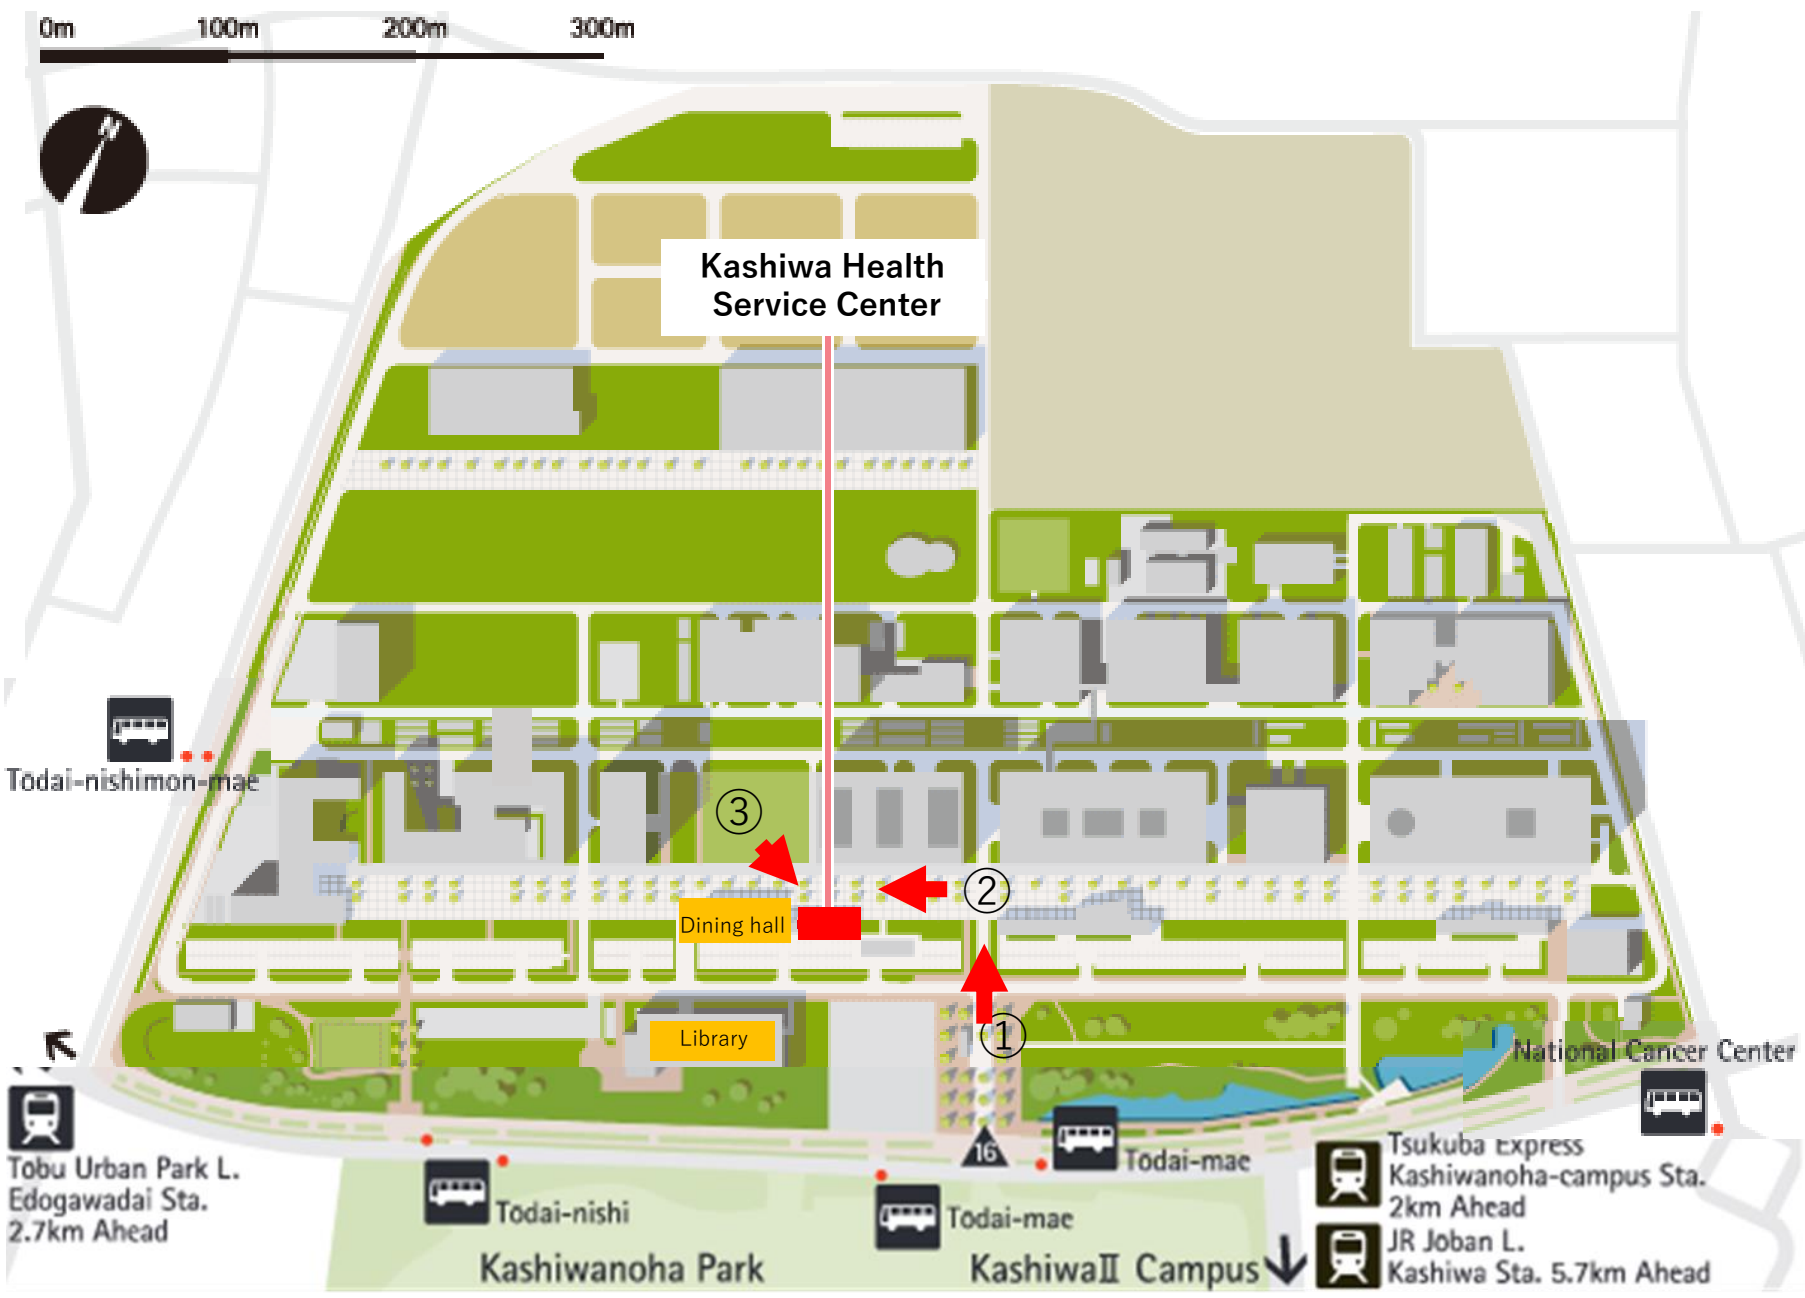 0m 100m 200m 300m
N
Kashiwa Health
Service Center
Todai-nishimon-mae
③
②
Dining hall
①
Library
National Cancer Center
16
Todai-mae
Tobu Urban Park L.
Edogawadai Sta.
2.7km Ahead
Todai-nishi
Todai-mae
Tsukuba Express
Kashiwanoha-campus Sta.
2km Ahead
JR Joban L.
Kashiwa Sta. 5.7km Ahead
Kashiwanoha Park
KashiwaⅡ Campus